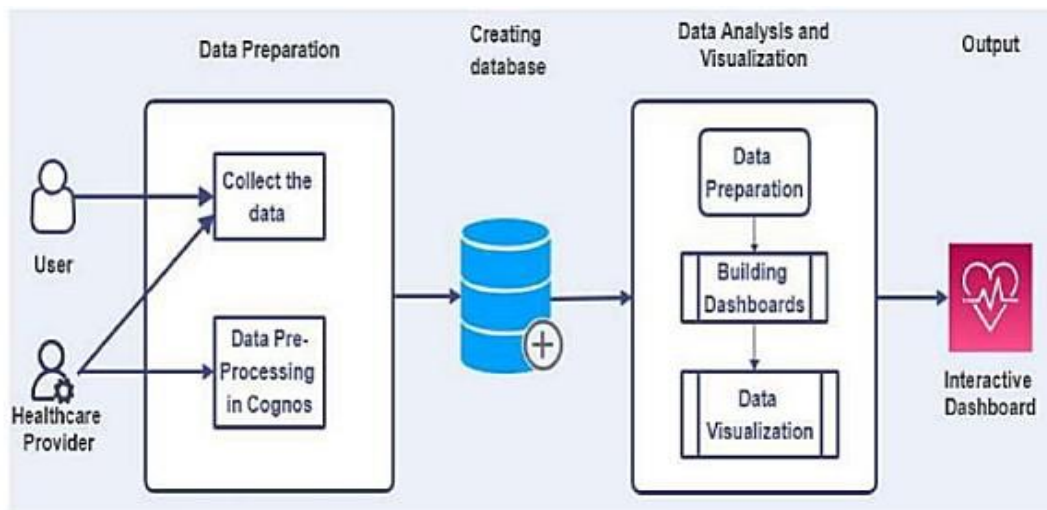 Data Preparation
Creating
database
Data Analysis and
Visualization
Output
User
Healthcare
Provider
Collect the
data
Data Pre-
Processing
in Cognos
Data
Preparation
Building
Dashboards
Data
Visualization
Interactive
Dashboard